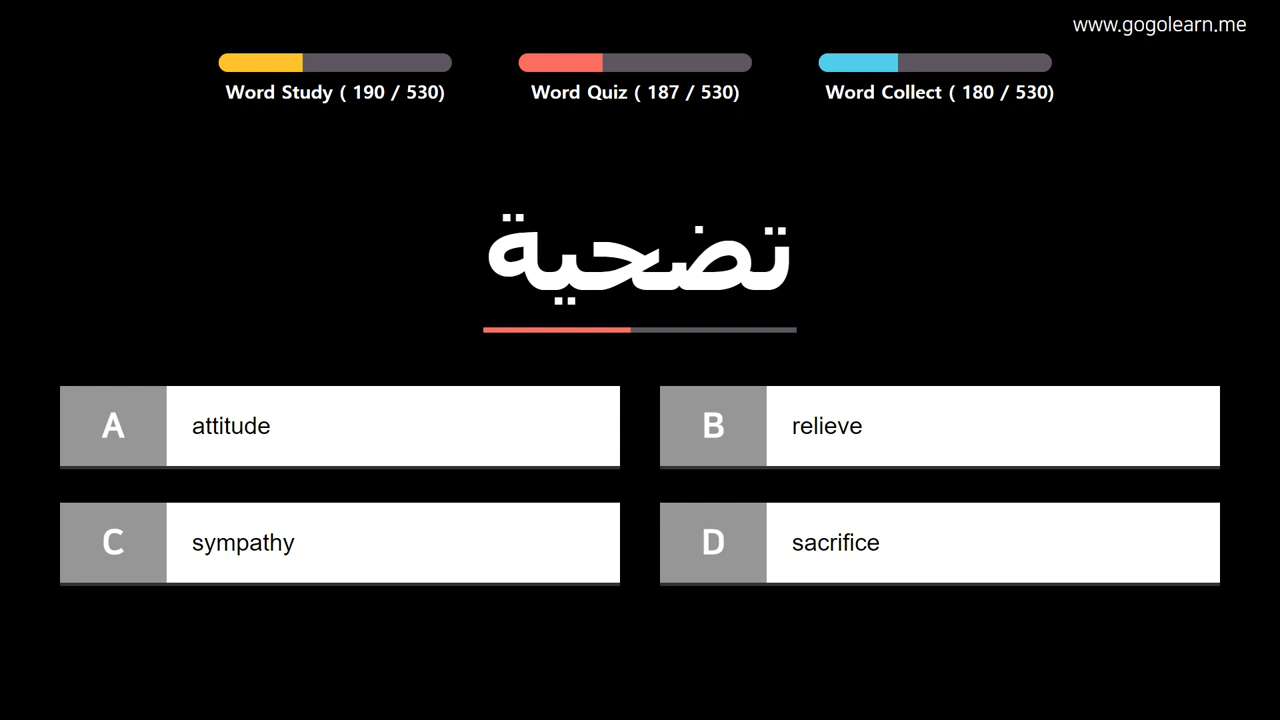 www.gogolearn.me
Word Study ( 190 / 530)
Word Quiz ( 187 / 530)
Word Collect ( 180 / 530)
تضحية
A attitude
B relieve
C sympathy
D sacrifice